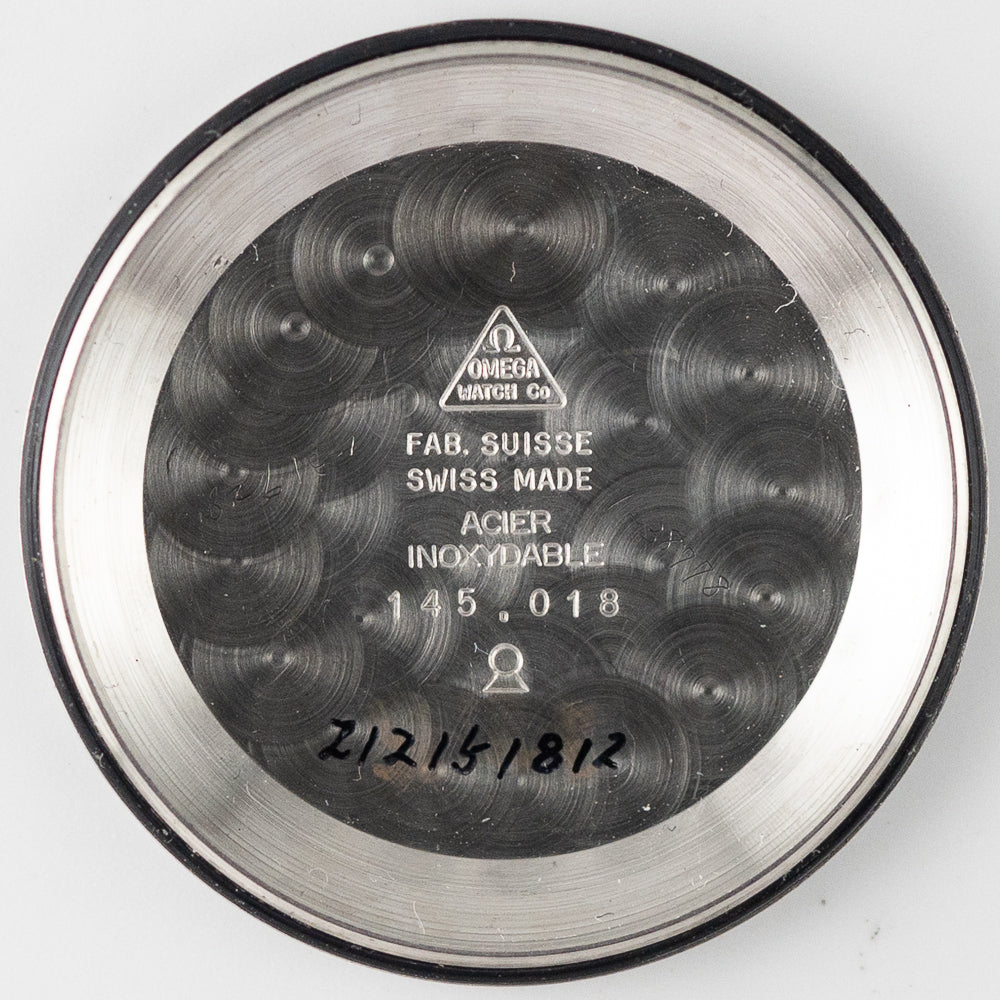 Ω
OMEGA
WATCH Co
FAB. SUISSE
SWISS MADE
ACIER
INOXYDABLE
145.018
212151812